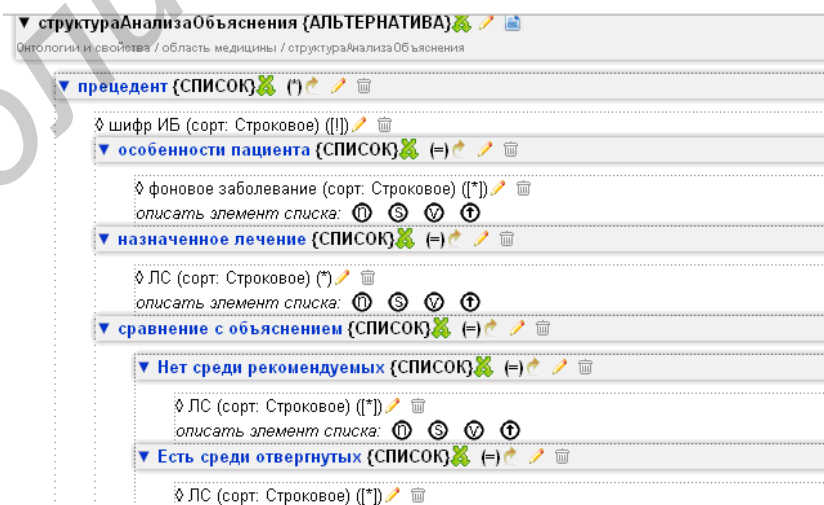 ▼ структураАнализаОбъяснения {АЛЬТЕРНАТИВА}
Онтологии и свойства / область медицины / структураАнализаОбъяснения
▼ прецедент {СПИСОК} (*)
◊ шифр ИБ (сорт: Строковое) ([!])
▼ особенности пациента {СПИСОК} (=)
◊ фоновое заболевание (сорт: Строковое) ([*])
описать элемент списка: n s v ↑
▼ назначенное лечение {СПИСОК} (=)
◊ ЛС (сорт: Строковое) (*)
описать элемент списка: n s v ↑
▼ сравнение с объяснением {СПИСОК} (=)
▼ Нет среди рекомендуемых {СПИСОК} (=)
◊ ЛС (сорт: Строковое) ([*])
описать элемент списка: n s v ↑
▼ Есть среди отвергнутых {СПИСОК} (=)
◊ ЛС (сорт: Строковое) ([*])